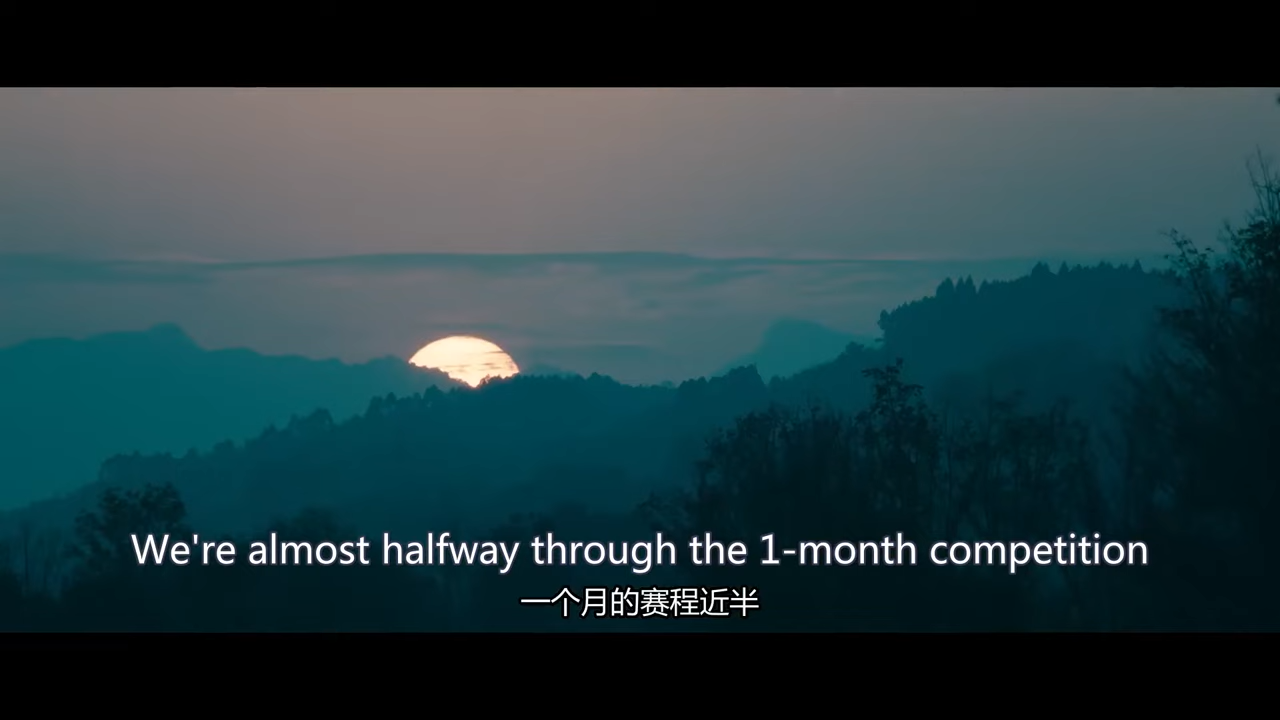 We're almost halfway through the 1-month competition
一个月的赛程近半